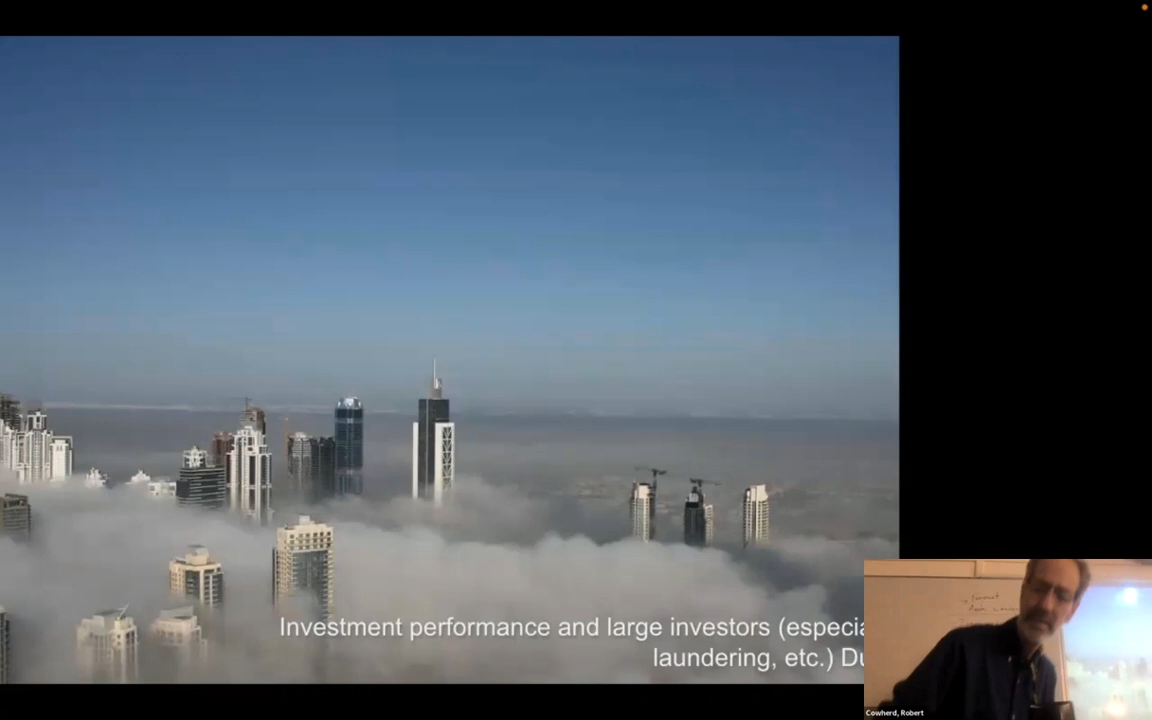 Investment performance and large investors (especia
laundering, etc.) Du
Cowherd, Robert